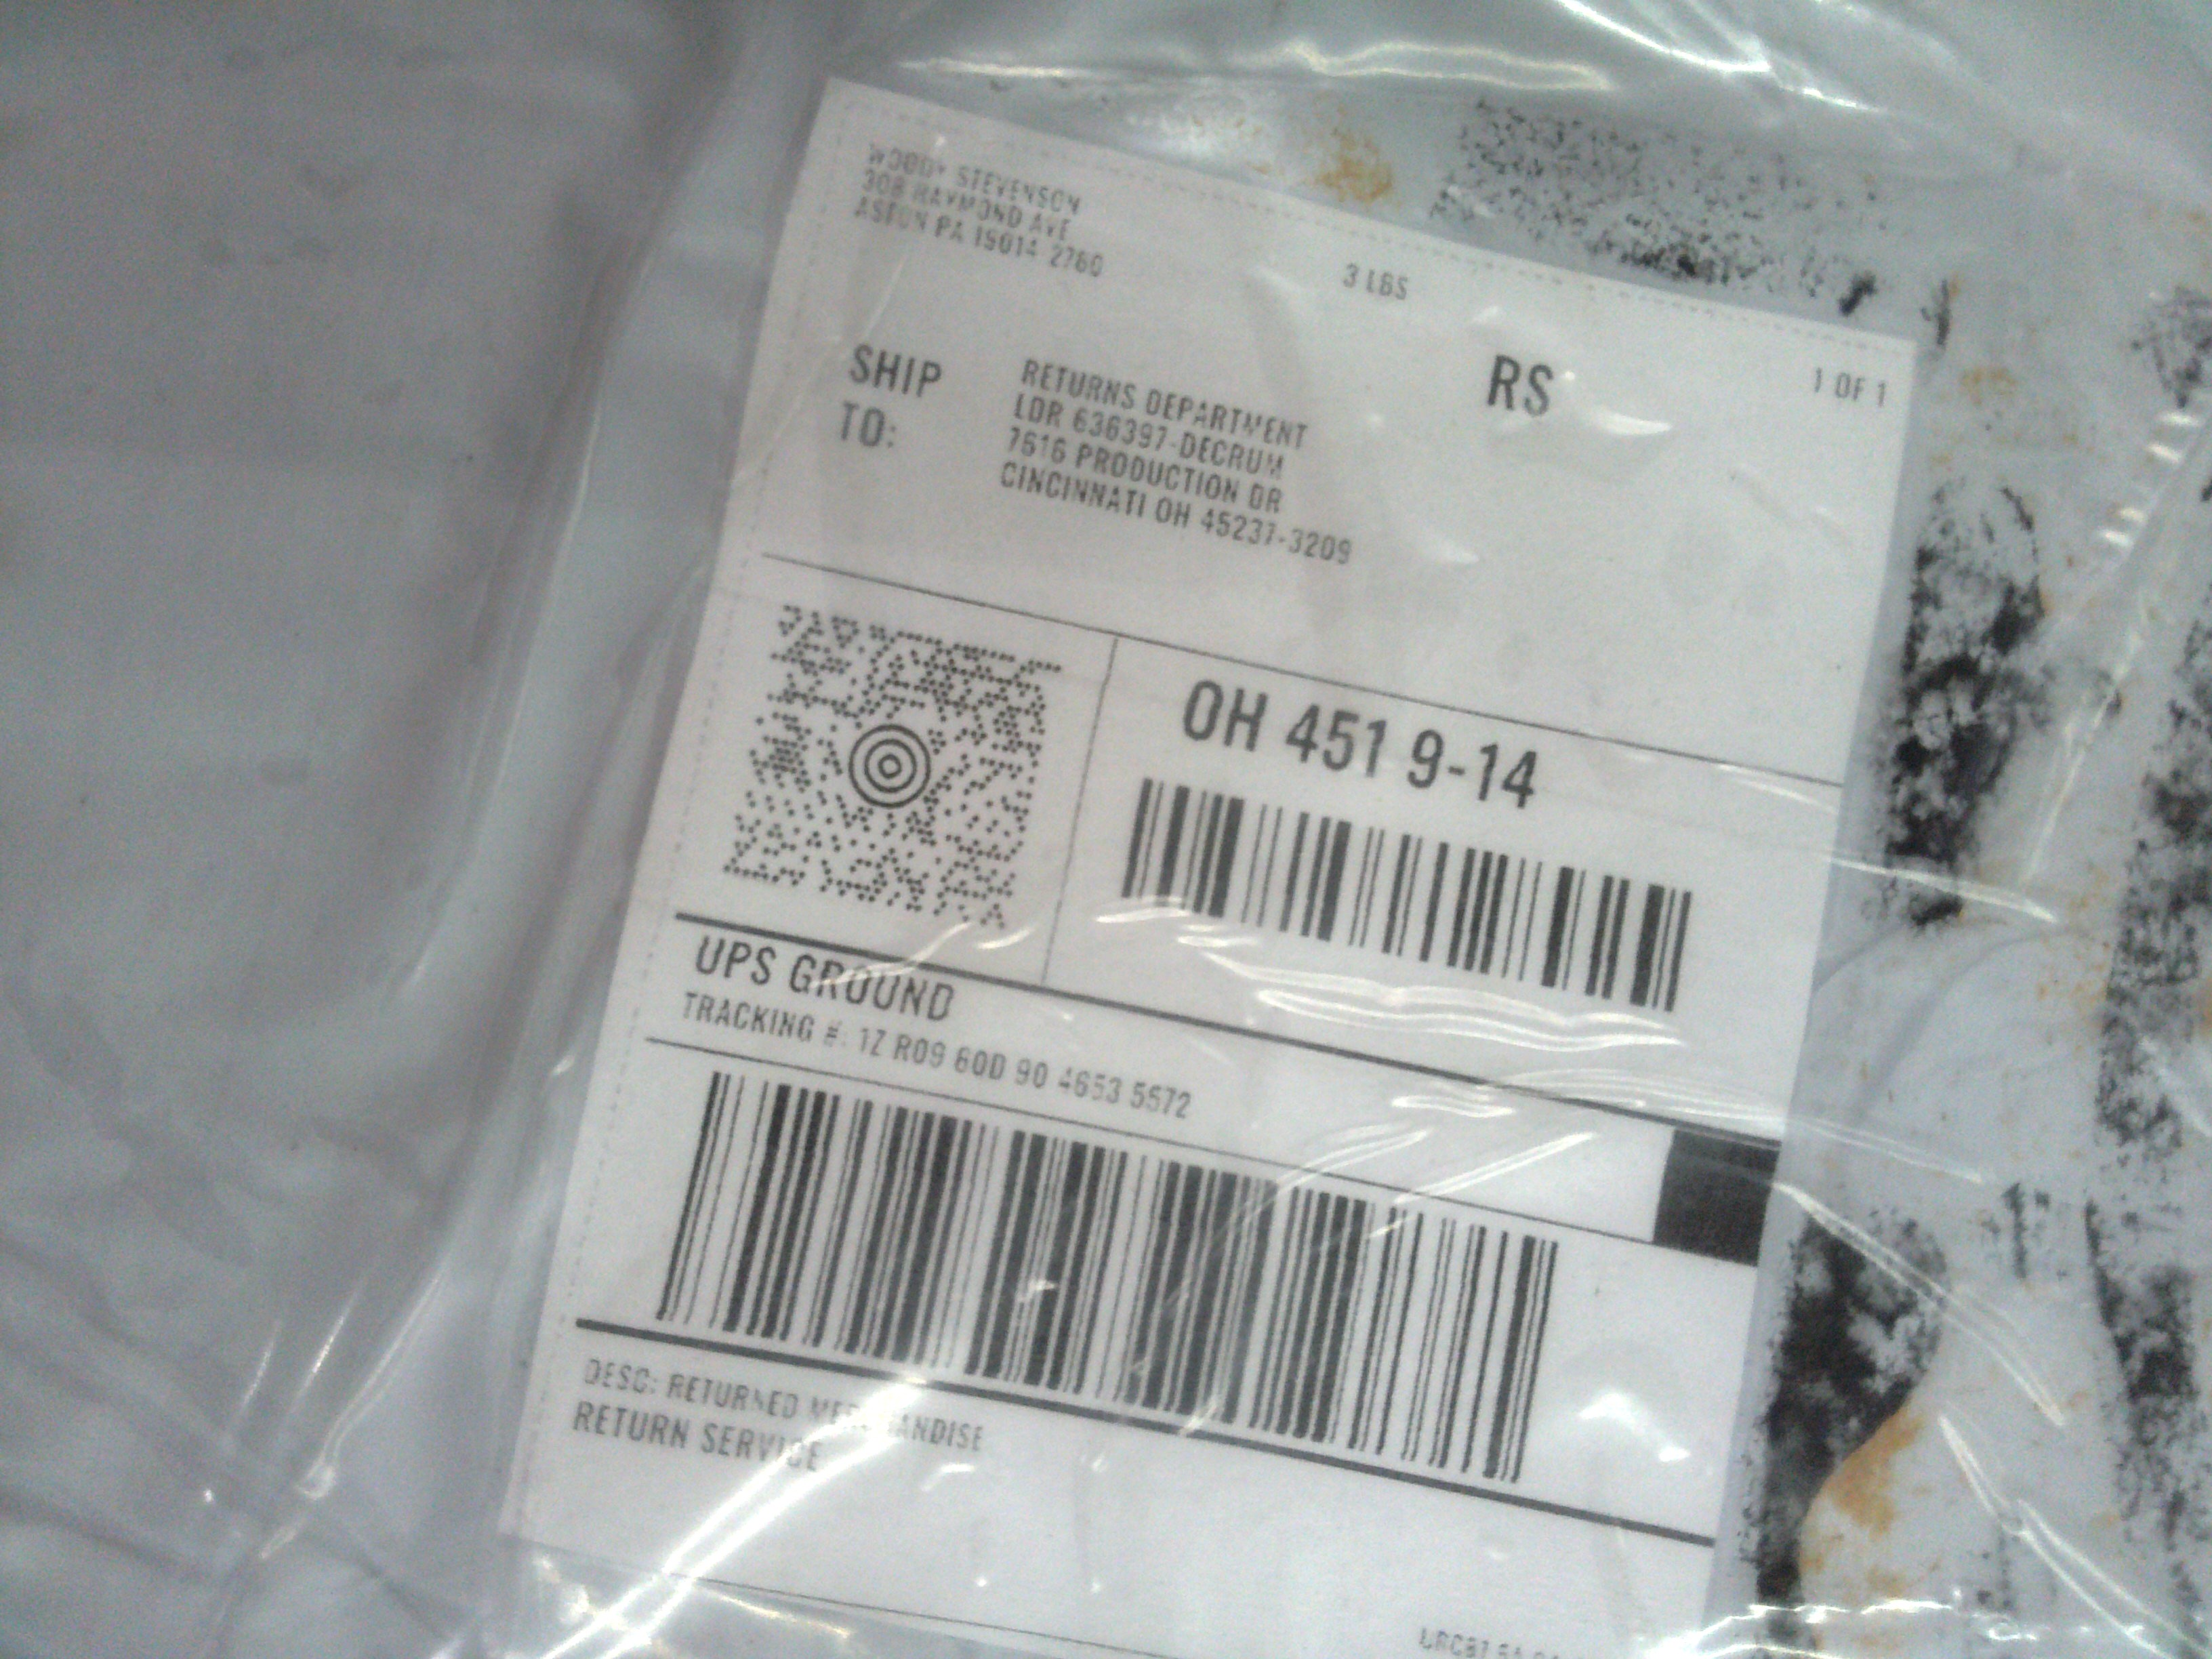 WOODY STEVENSON
308 RAYMOND AVE
ASTON PA 19014 2760
3 LBS
RS
1 OF 1
SHIP
TO:
RETURNS DEPARTMENT
LDR 636397-DECRUM
7616 PRODUCTION DR
CINCINNATI OH 45237-3209
OH 451 9-14
UPS GROUND
TRACKING #: 1Z R09 60D 90 4653 5572
DESC: RETURNED MERCHANDISE
RETURN SERVICE